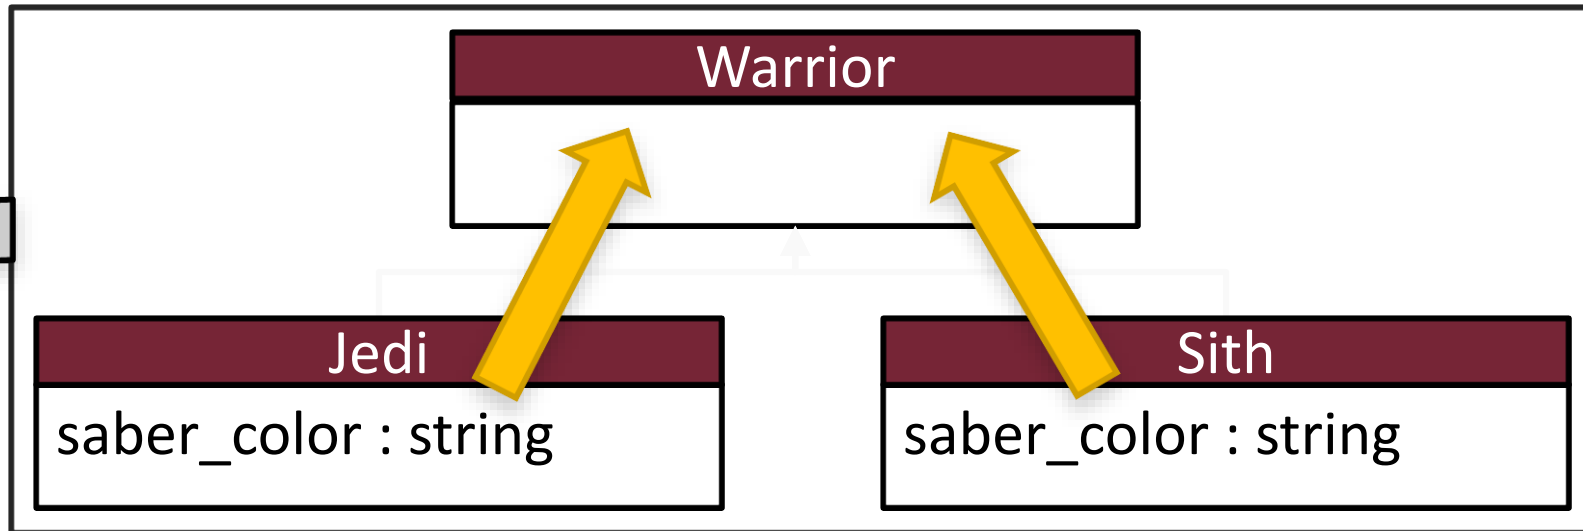 Warrior
Jedi
Sith
saber_color : string
saber_color : string